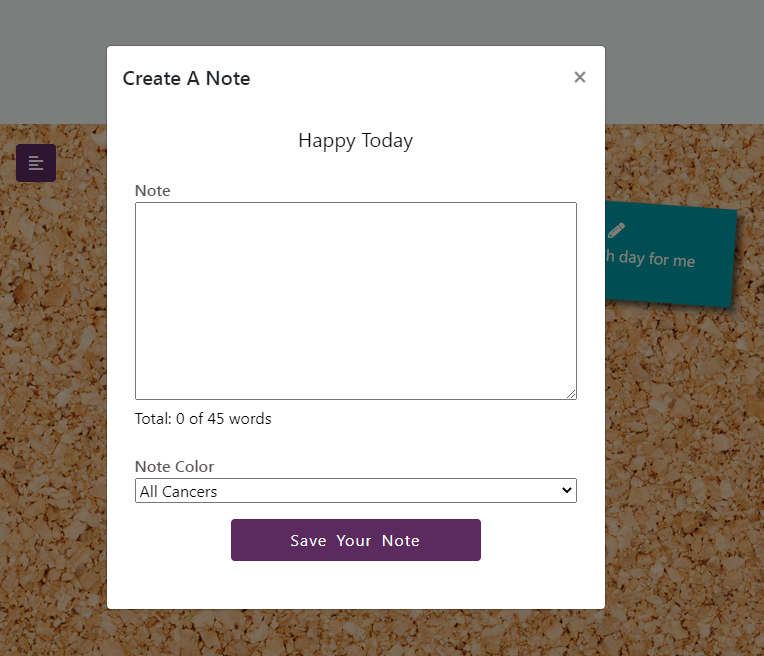 Create A Note
×
Happy Today
Note
h day for me
Total: 0 of 45 words
Note Color
All Cancers
Save Your Note